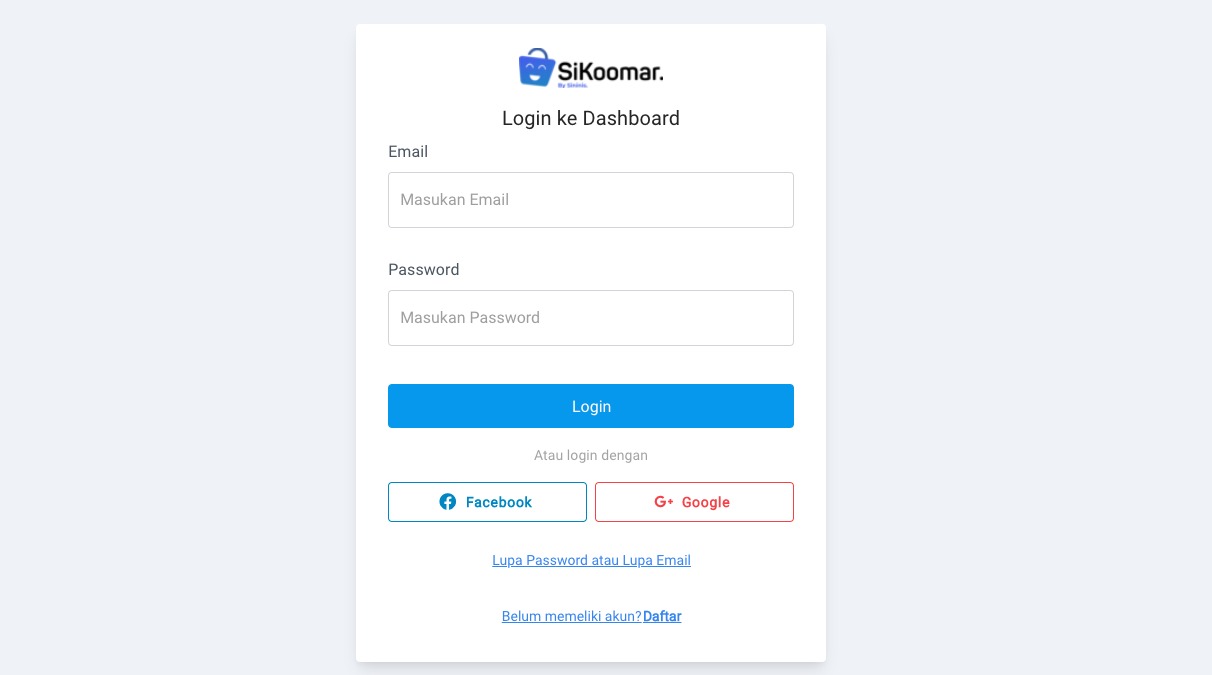 SiKoomar.
By Sininis.
Login ke Dashboard
Email
Masukan Email
Password
Masukan Password
Login
Atau login dengan
Facebook
Google
Lupa Password atau Lupa Email
Belum memeliki akun? Daftar